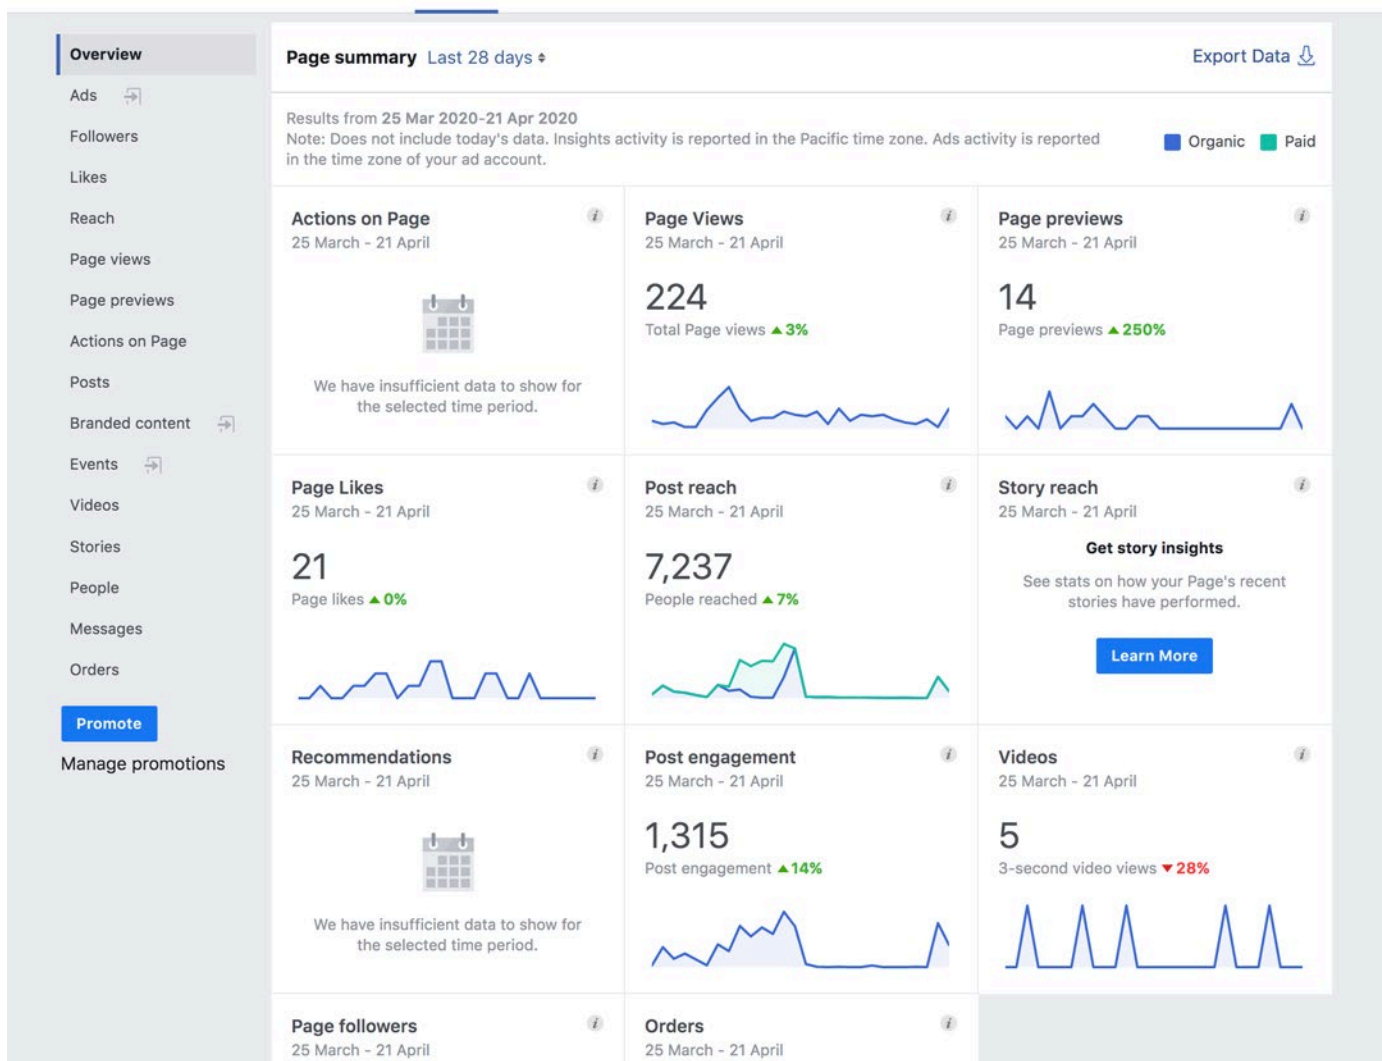 Overview
Ads
Followers
Likes
Reach
Page views
Page previews
Actions on Page
Posts
Branded content
Events
Videos
Stories
People
Messages
Orders
Promote
Manage promotions
Page summary Last 28 days
Export Data
Results from 25 Mar 2020-21 Apr 2020
Note: Does not include today's data. Insights activity is reported in the Pacific time zone. Ads activity is reported
in the time zone of your ad account.
Organic Paid
Actions on Page
25 March - 21 April
We have insufficient data to show for
the selected time period.
Page Views
25 March - 21 April
224
Total Page views ▲ 3%
Page previews
25 March - 21 April
14
Page previews ▲ 250%
Page Likes
25 March - 21 April
21
Page likes ▲ 0%
Post reach
25 March - 21 April
7,237
People reached ▲ 7%
Story reach
25 March - 21 April
Get story insights
See stats on how your Page's recent
stories have performed.
Learn More
Recommendations
25 March - 21 April
We have insufficient data to show for
the selected time period.
Post engagement
25 March - 21 April
1,315
Post engagement ▲ 14%
Videos
25 March - 21 April
5
3-second video views ▼ 28%
Page followers
25 March - 21 April
Orders
25 March - 21 April